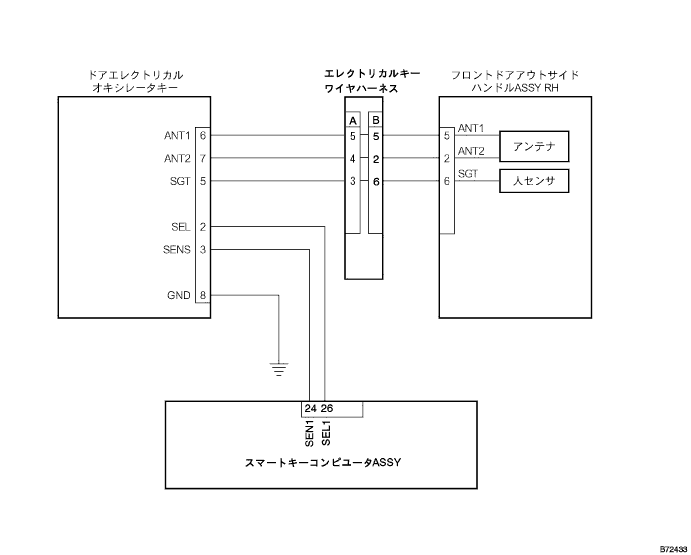 ドアエレクトリカル
オキシレータキー
エレクトリカルキー
ワイヤハーネス
フロントドアアウトサイド
ハンドルASSY RH
A B
ANT1 6 5 5 5 ANT1
アンテナ
ANT2 7 4 2 2 ANT2
SGT 5 3 6 6 SGT
人センサ
SEL 2
SENS 3
GND 8
24 26
SEN1
SEL1
スマートキーコンピユータASSY
B72433